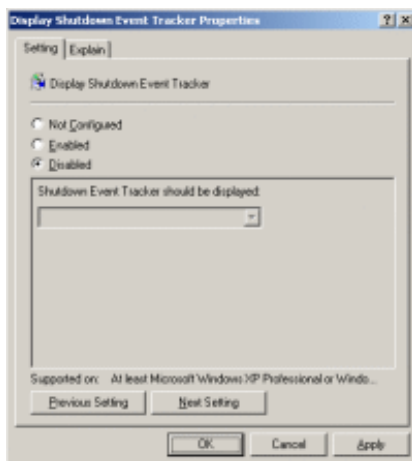 Display Shutdown Event Tracker Properties
Setting Explain
Display Shutdown Event Tracker
Not Configured
Enabled
Disabled
Shutdown Event Tracker should be displayed:
Supported on: At least Microsoft Windows XP Professional or Windo...
Previous Setting Next Setting
OK Cancel Apply